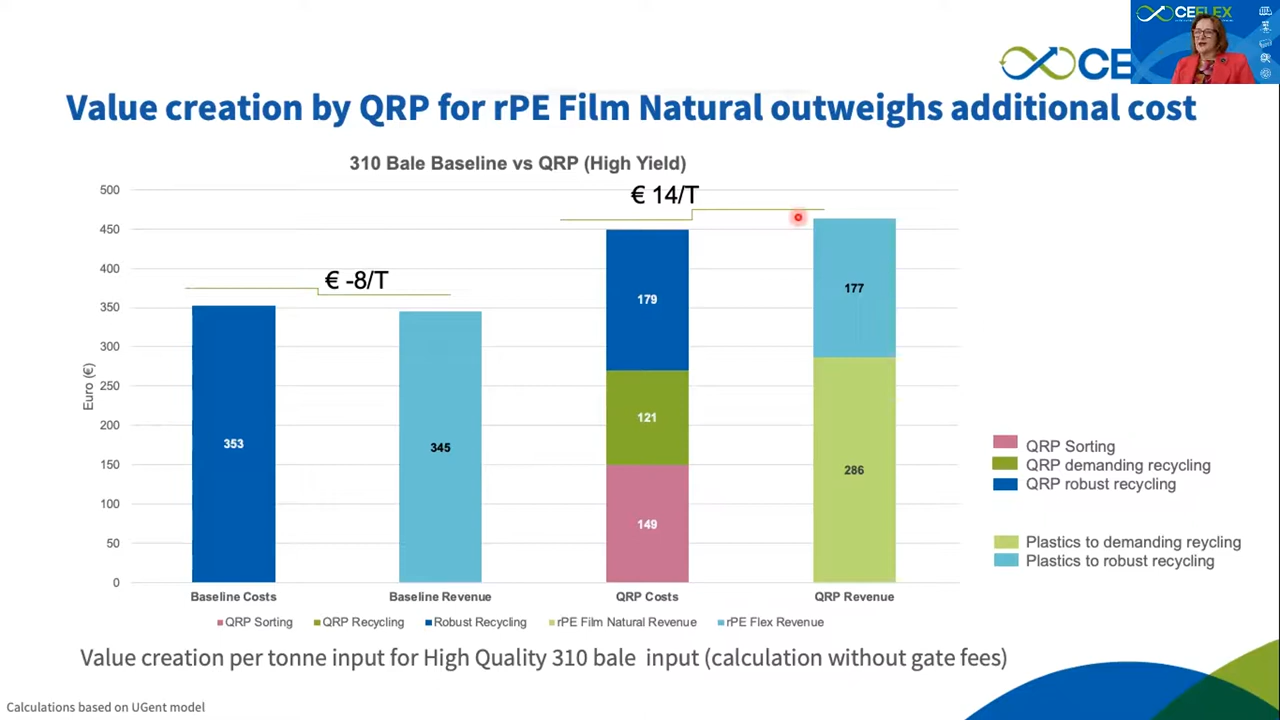 CEFLEX
CE
Value creation by QRP for rPE Film Natural outweighs additional cost
310 Bale Baseline vs QRP (High Yield)
500
450
400
350
300
250
200
150
100
50
0
Euro (€)
€ -8/T
€ 14/T
353
345
179
121
149
177
286
Baseline Costs
Baseline Revenue
QRP Costs
QRP Revenue
QRP Sorting
QRP Recycling
Robust Recycling
rPE Film Natural Revenue
rPE Flex Revenue
QRP Sorting
QRP demanding recycling
QRP robust recycling
Plastics to demanding reycling
Plastics to robust recycling
Value creation per tonne input for High Quality 310 bale input (calculation without gate fees)
Calculations based on UGent model